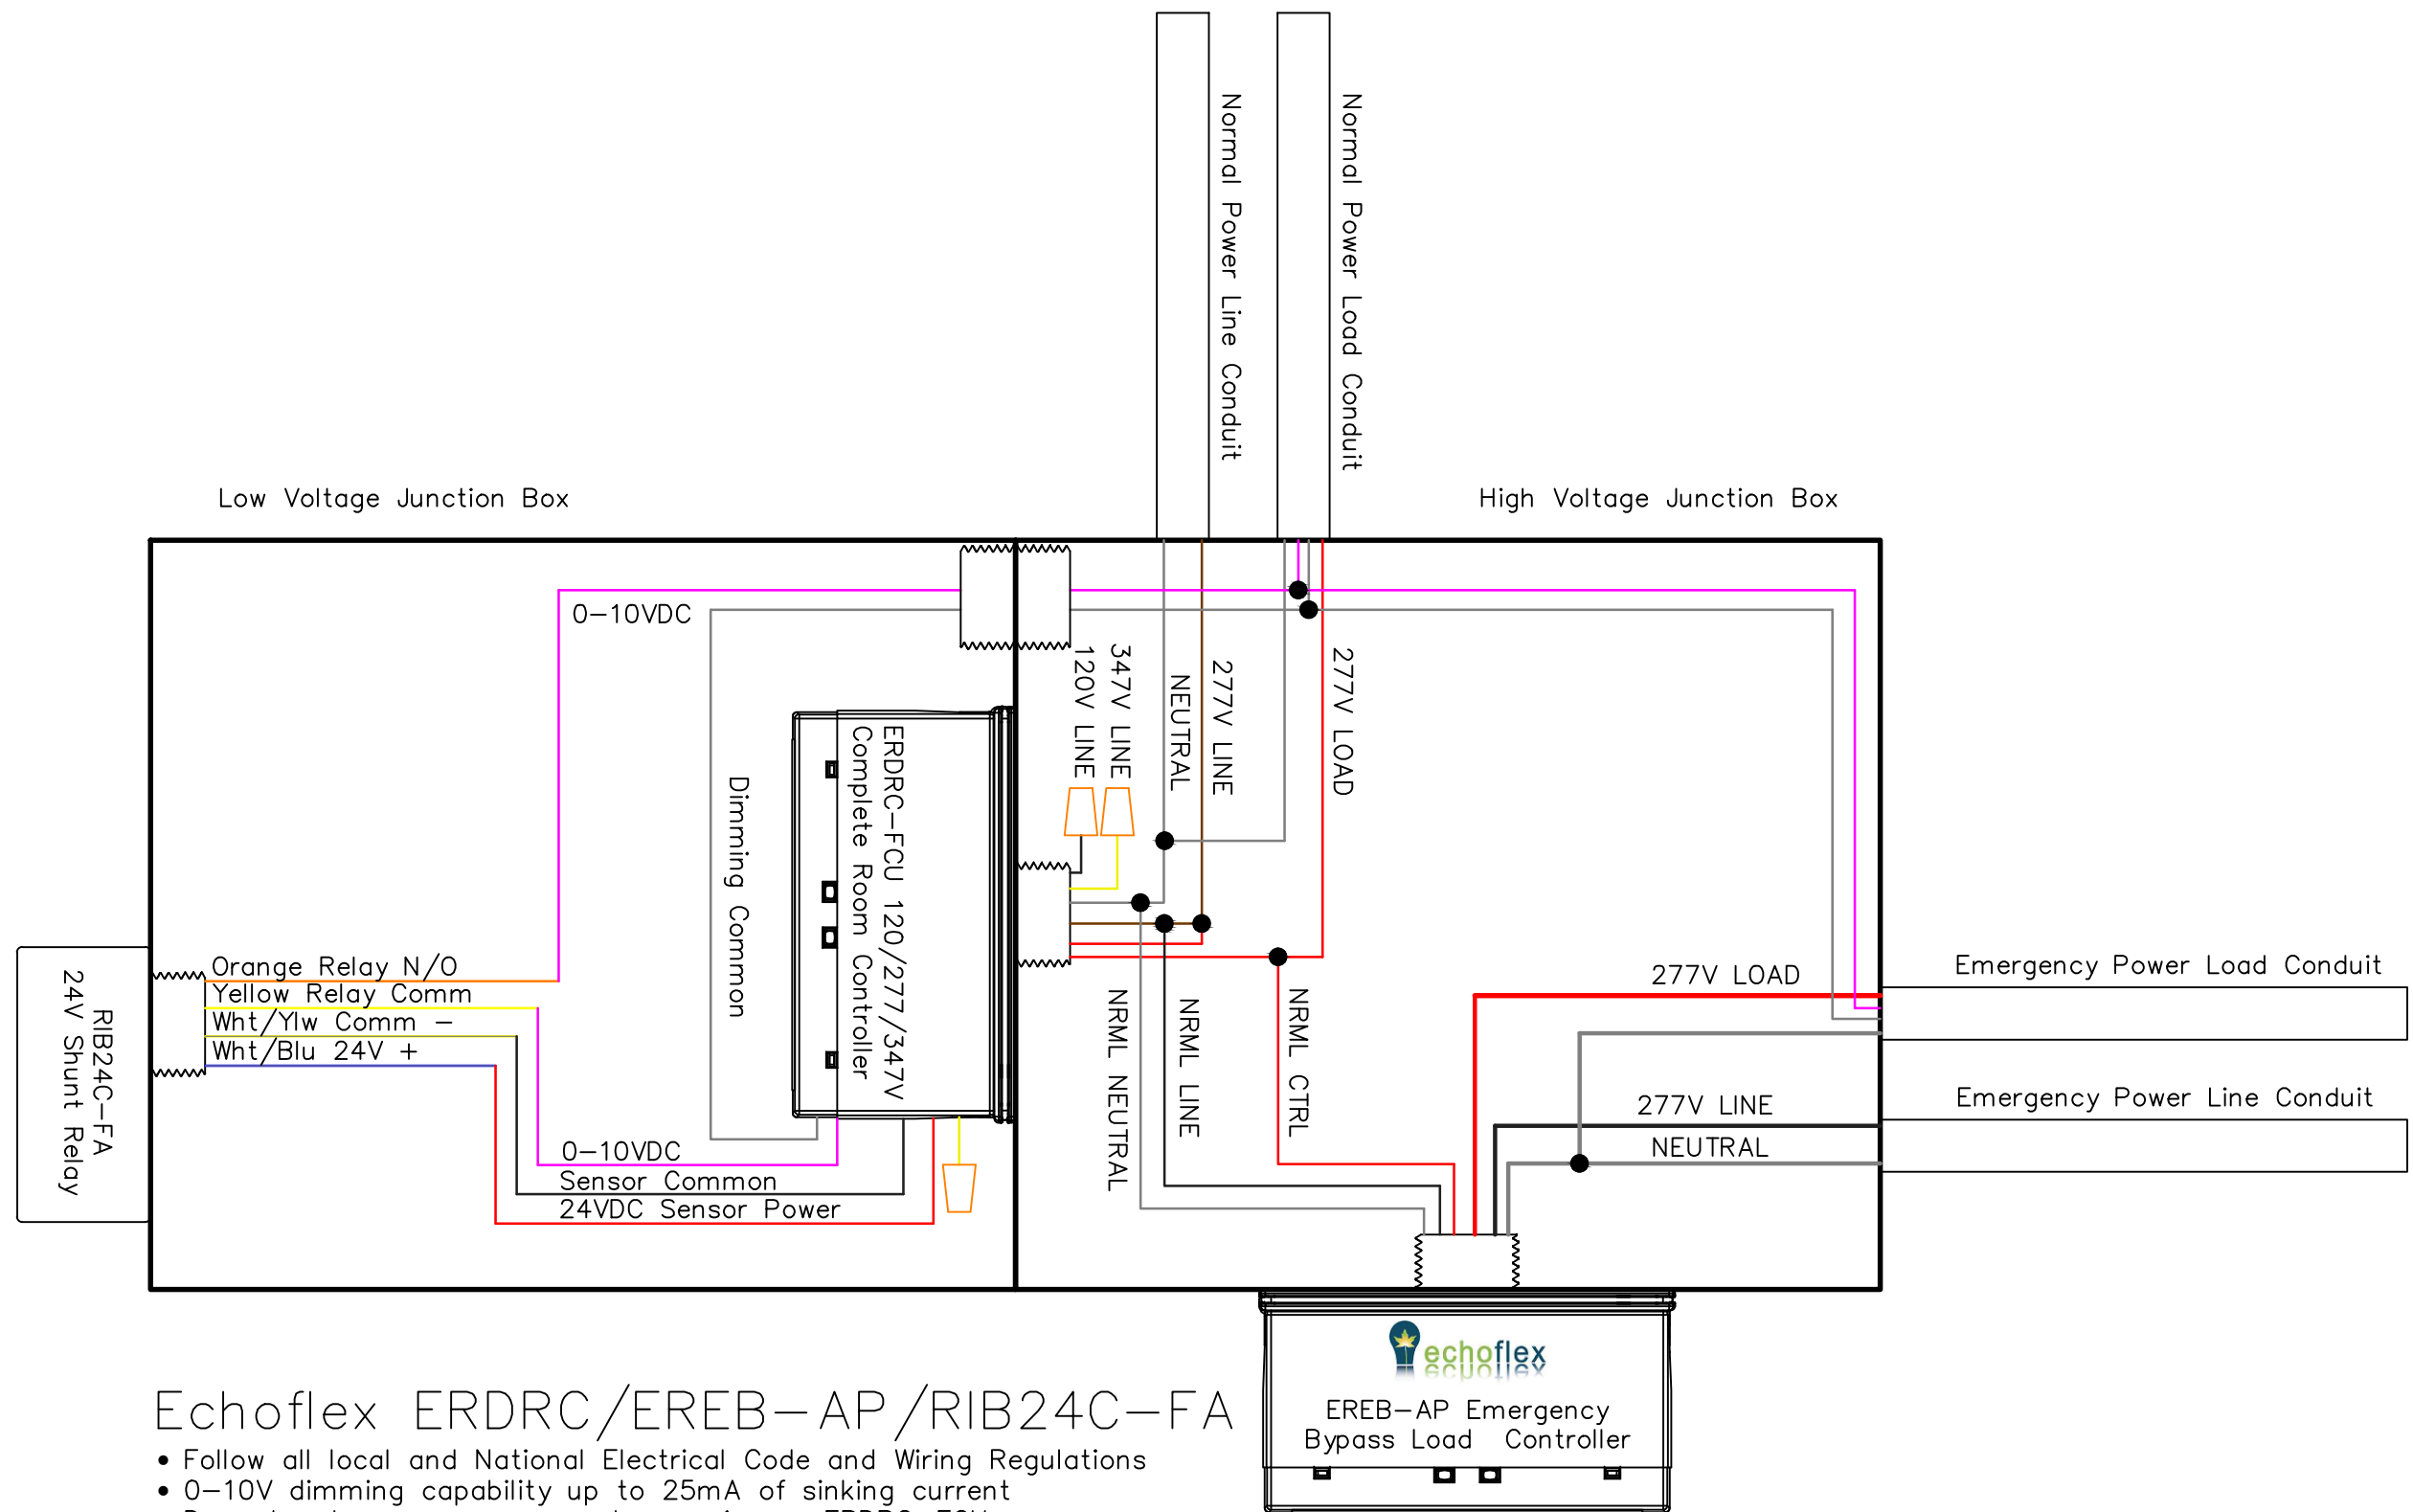 Normal Power Line Conduit
Normal Power Load Conduit
Low Voltage Junction Box
High Voltage Junction Box
0-10VDC
120V LINE
347V LINE
NEUTRAL
277V LINE
277V LOAD
Dimming Common
ERDRC-FCU 120/277/347V
Complete Room Controller
RIB24C-FA
24V Shunt Relay
Orange Relay N/O
Yellow Relay Comm
Wht/Ylw Comm -
Wht/Blu 24V +
0-10VDC
Sensor Common
24VDC Sensor Power
NRML NEUTRAL
NRML LINE
NRML CTRL
277V LOAD
Emergency Power Load Conduit
277V LINE
NEUTRAL
Emergency Power Line Conduit
echoflex
EREB-AP Emergency
Bypass Load Controller
Echoflex ERDRC/EREB-AP/RIB24C-FA
• Follow all local and National Electrical Code and Wiring Regulations
• 0-10V dimming capability up to 25mA of sinking current